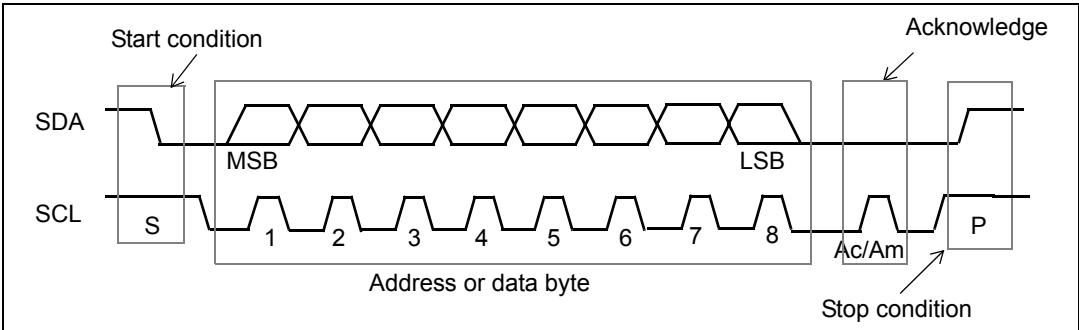 Start condition
Acknowledge
SDA
MSB
LSB
SCL
S
1
2
3
4
5
6
7
8
Ac/Am
P
Address or data byte
Stop condition